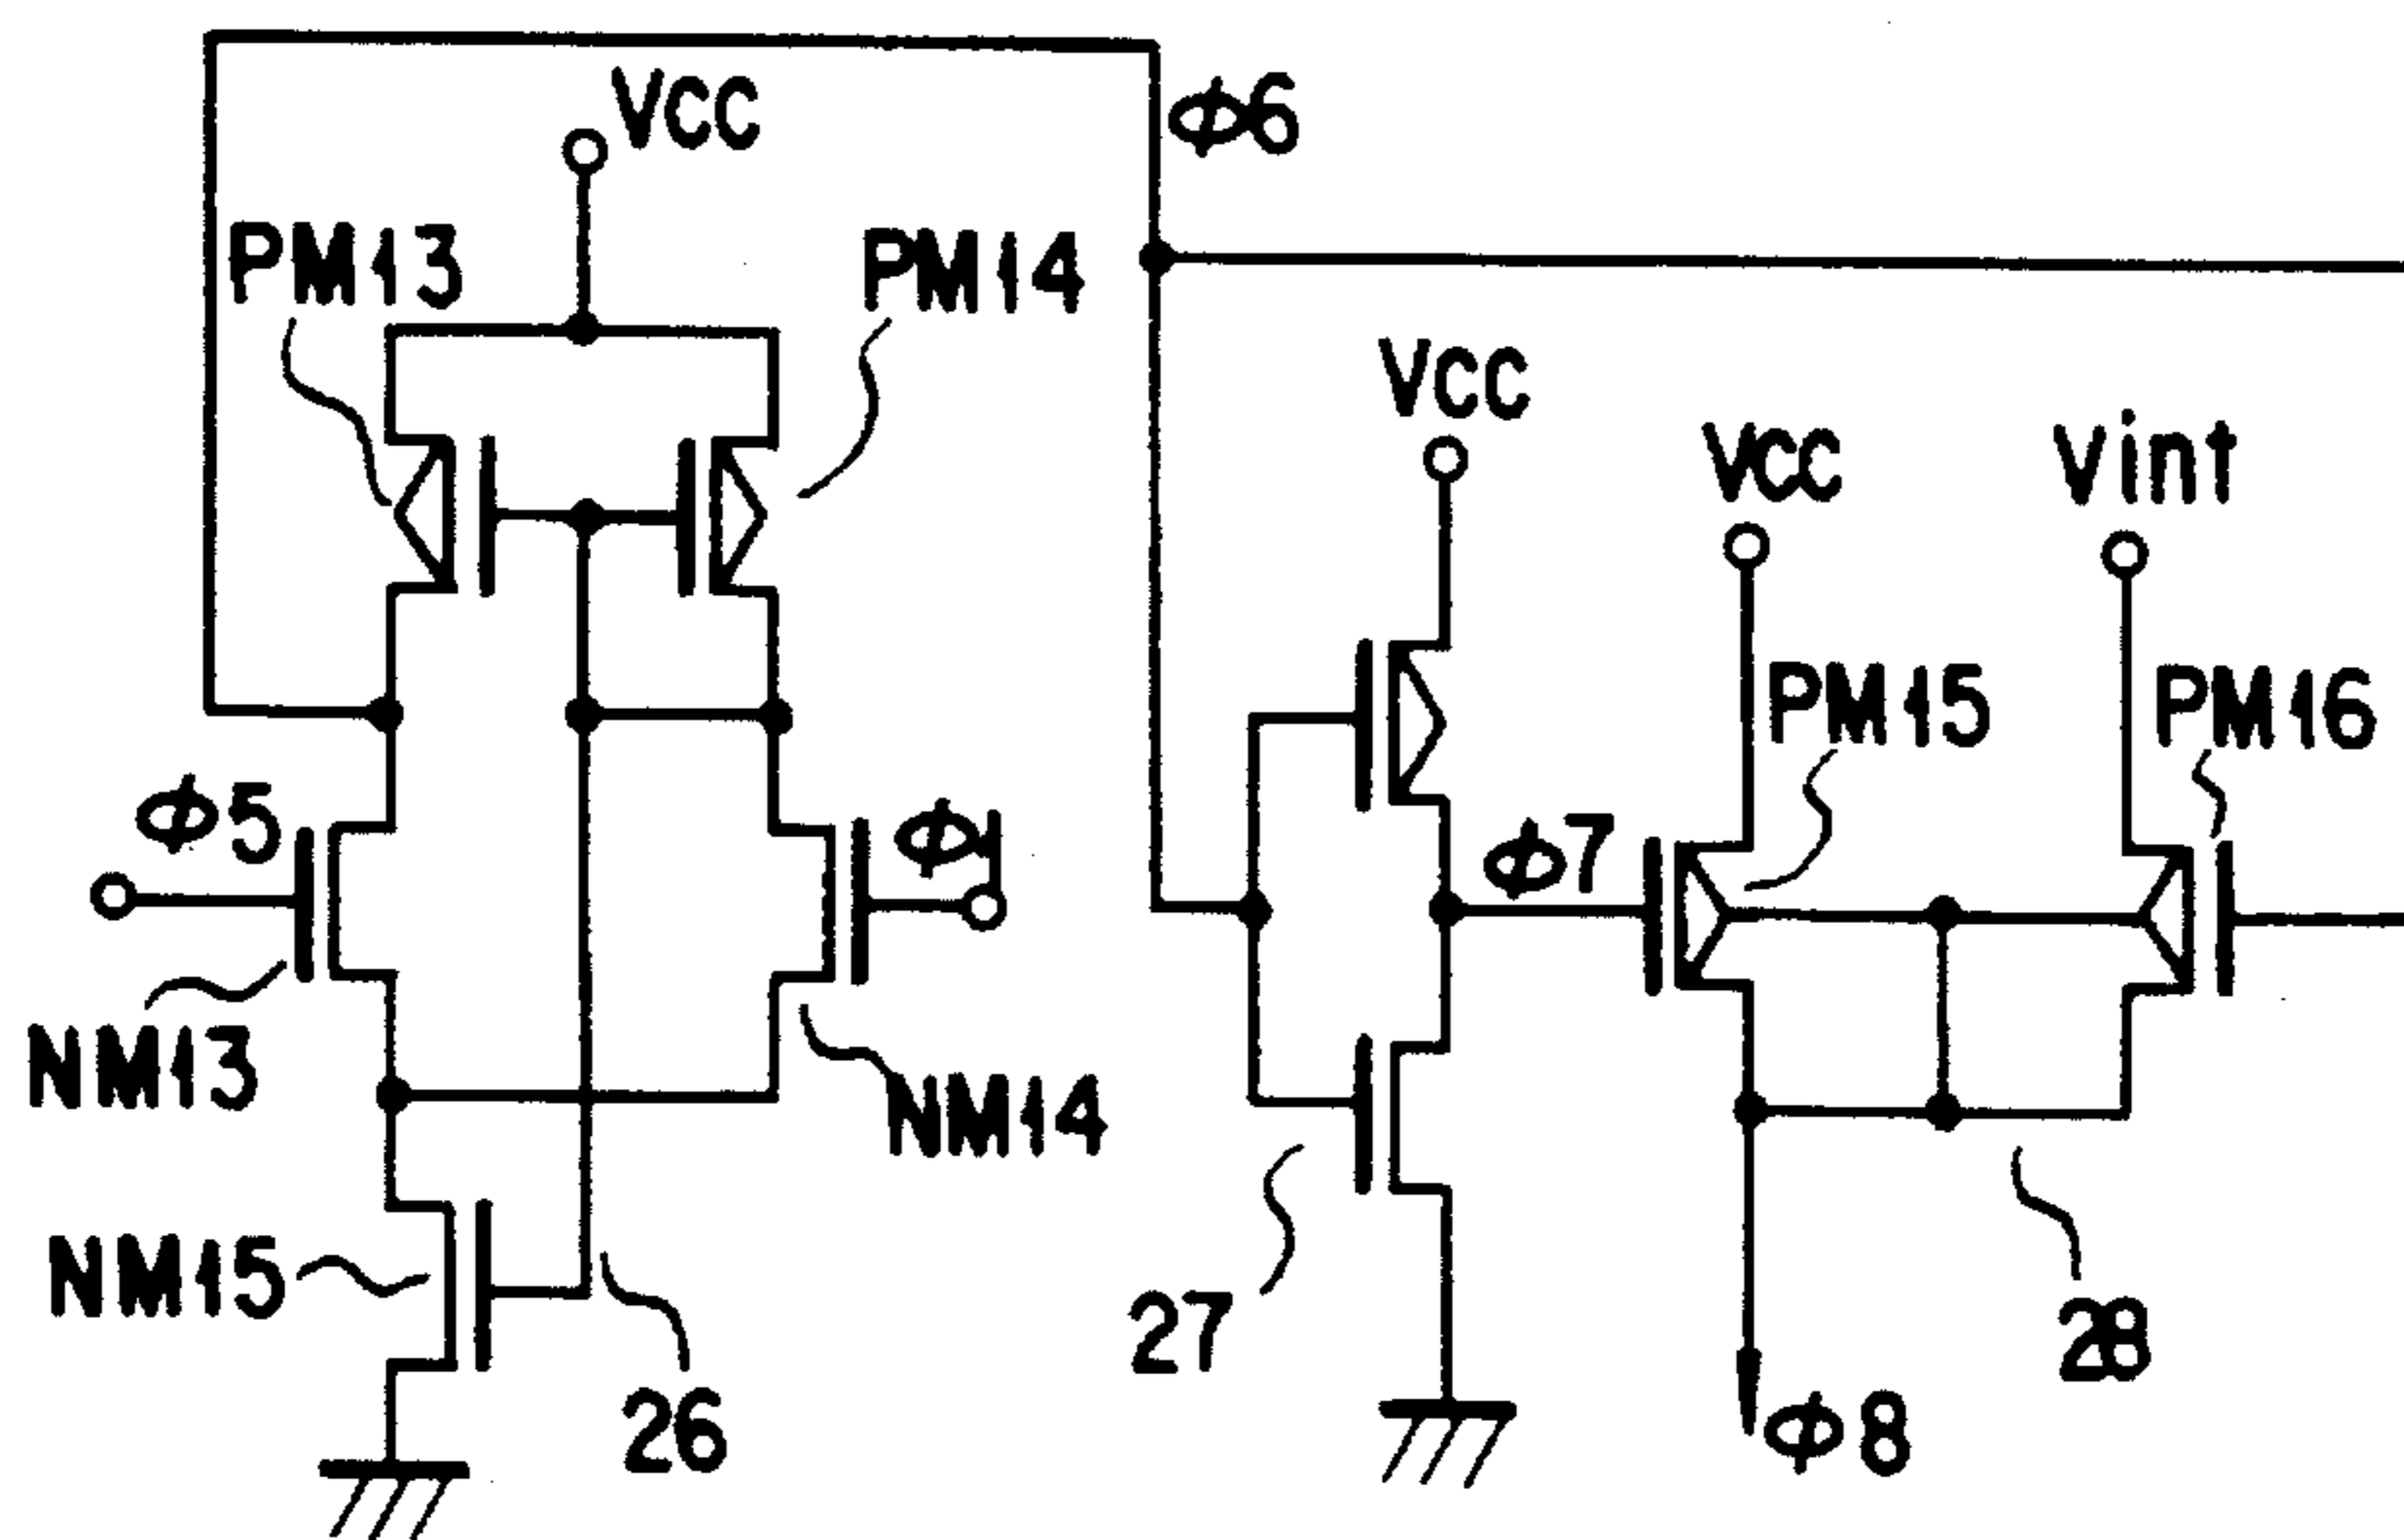 VCC
φ6
PM13
PM14
VCC
VCC
Vint
PM15
PM16
φ5
φ1
φ7
NM13
NM14
NM15
26
27
28
φ8